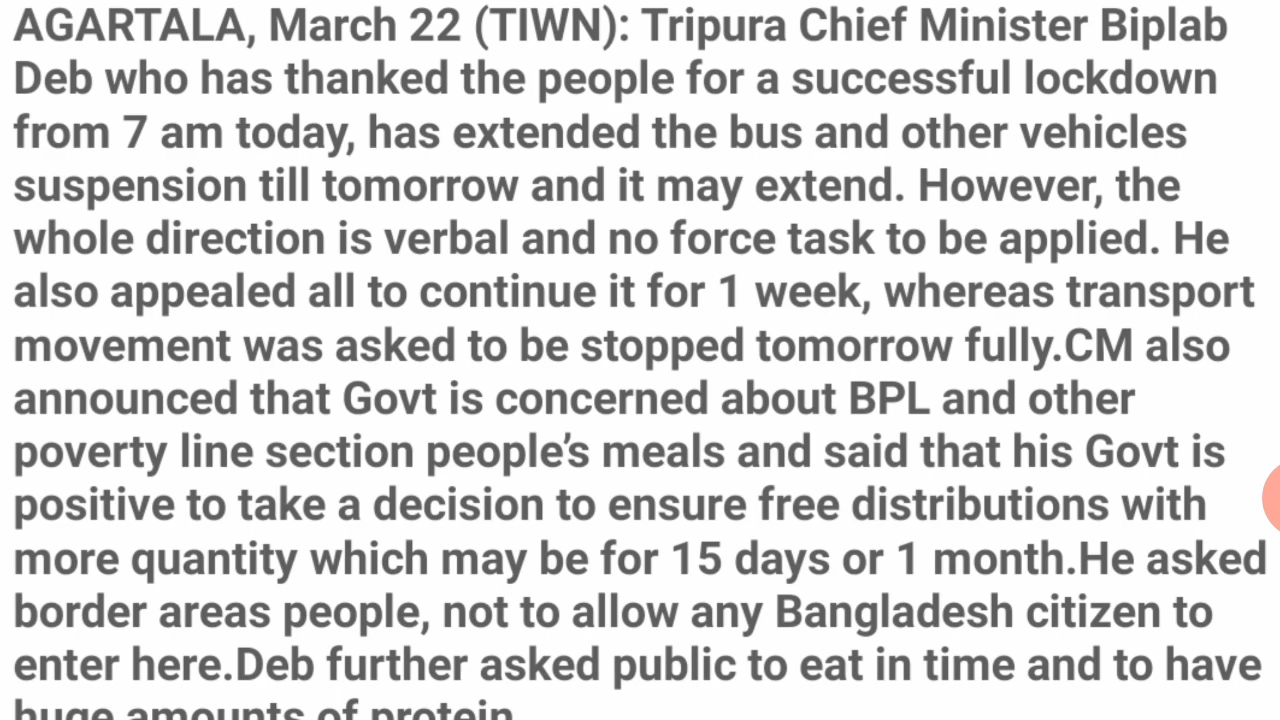 AGARTALA, March 22 (TIWN): Tripura Chief Minister Biplab
Deb who has thanked the people for a successful lockdown
from 7 am today, has extended the bus and other vehicles
suspension till tomorrow and it may extend. However, the
whole direction is verbal and no force task to be applied. He
also appealed all to continue it for 1 week, whereas transport
movement was asked to be stopped tomorrow fully.CM also
announced that Govt is concerned about BPL and other
poverty line section people’s meals and said that his Govt is
positive to take a decision to ensure free distributions with
more quantity which may be for 15 days or 1 month.He asked
border areas people, not to allow any Bangladesh citizen to
enter here.Deb further asked public to eat in time and to have
huge amounts of protein